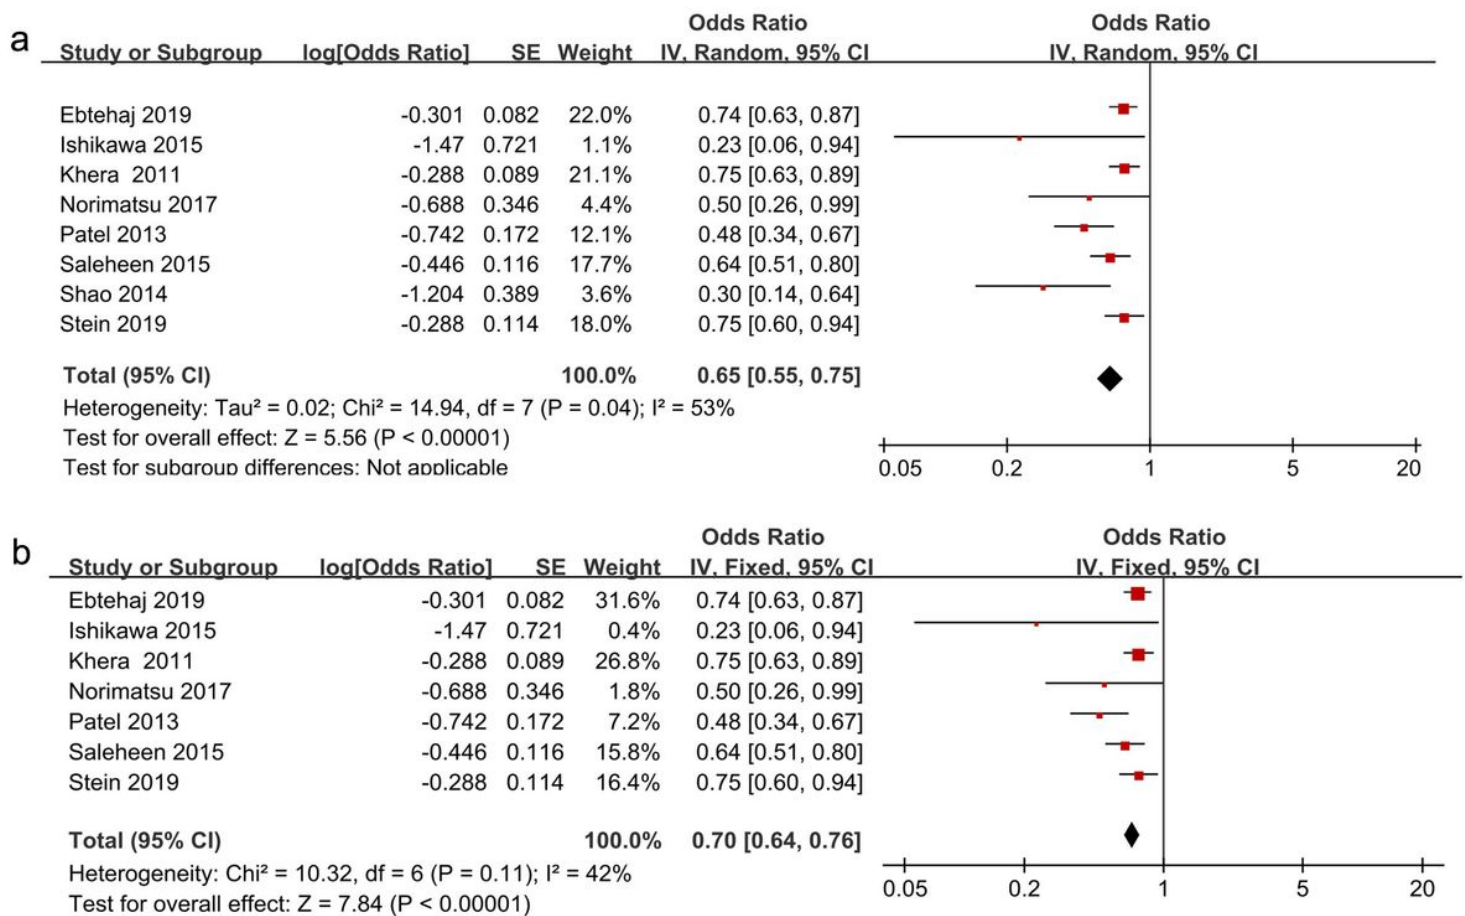 a
Odds Ratio Odds Ratio
Study or Subgroup log[Odds Ratio] SE Weight IV, Random, 95% CI IV, Random, 95% CI
Ebtehaj 2019 -0.301 0.082 22.0% 0.74 [0.63, 0.87]
Ishikawa 2015 -1.47 0.721 1.1% 0.23 [0.06, 0.94]
Khera 2011 -0.288 0.089 21.1% 0.75 [0.63, 0.89]
Norimatsu 2017 -0.688 0.346 4.4% 0.50 [0.26, 0.99]
Patel 2013 -0.742 0.172 12.1% 0.48 [0.34, 0.67]
Saleheen 2015 -0.446 0.116 17.7% 0.64 [0.51, 0.80]
Shao 2014 -1.204 0.389 3.6% 0.30 [0.14, 0.64]
Stein 2019 -0.288 0.114 18.0% 0.75 [0.60, 0.94]
Total (95% CI) 100.0% 0.65 [0.55, 0.75]
Heterogeneity: Tau² = 0.02; Chi² = 14.94, df = 7 (P = 0.04); I² = 53%
Test for overall effect: Z = 5.56 (P < 0.00001)
Test for subgroup differences: Not applicable
0.05 0.2 1 5 20
b
Odds Ratio Odds Ratio
Study or Subgroup log[Odds Ratio] SE Weight IV, Fixed, 95% CI IV, Fixed, 95% CI
Ebtehaj 2019 -0.301 0.082 31.6% 0.74 [0.63, 0.87]
Ishikawa 2015 -1.47 0.721 0.4% 0.23 [0.06, 0.94]
Khera 2011 -0.288 0.089 26.8% 0.75 [0.63, 0.89]
Norimatsu 2017 -0.688 0.346 1.8% 0.50 [0.26, 0.99]
Patel 2013 -0.742 0.172 7.2% 0.48 [0.34, 0.67]
Saleheen 2015 -0.446 0.116 15.8% 0.64 [0.51, 0.80]
Stein 2019 -0.288 0.114 16.4% 0.75 [0.60, 0.94]
Total (95% CI) 100.0% 0.70 [0.64, 0.76]
Heterogeneity: Chi² = 10.32, df = 6 (P = 0.11); I² = 42%
Test for overall effect: Z = 7.84 (P < 0.00001)
0.05 0.2 1 5 20